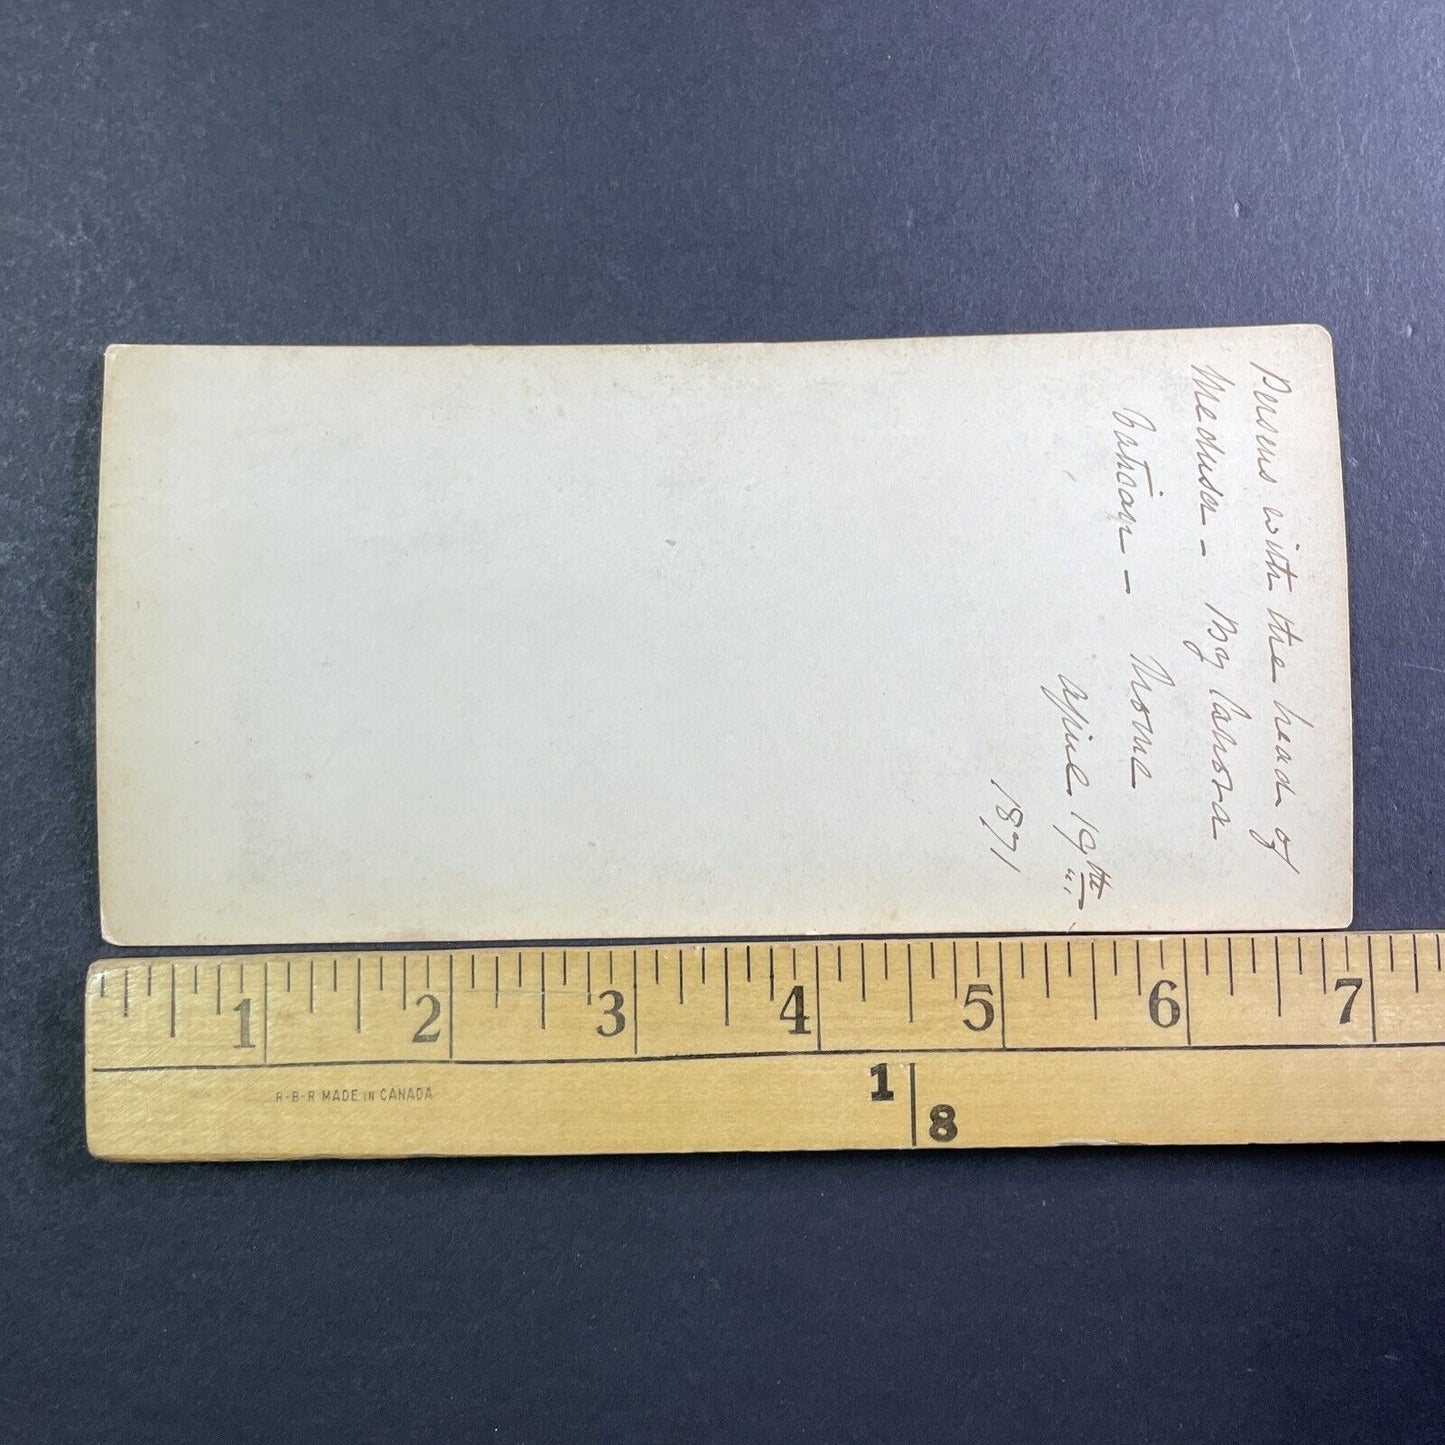 Perseus with the head of
Medusa - By Canova
Vatican - Rome
April 19th
1871
1 2 3 4 5 6 7
R-B-R MADE IN CANADA
1 8